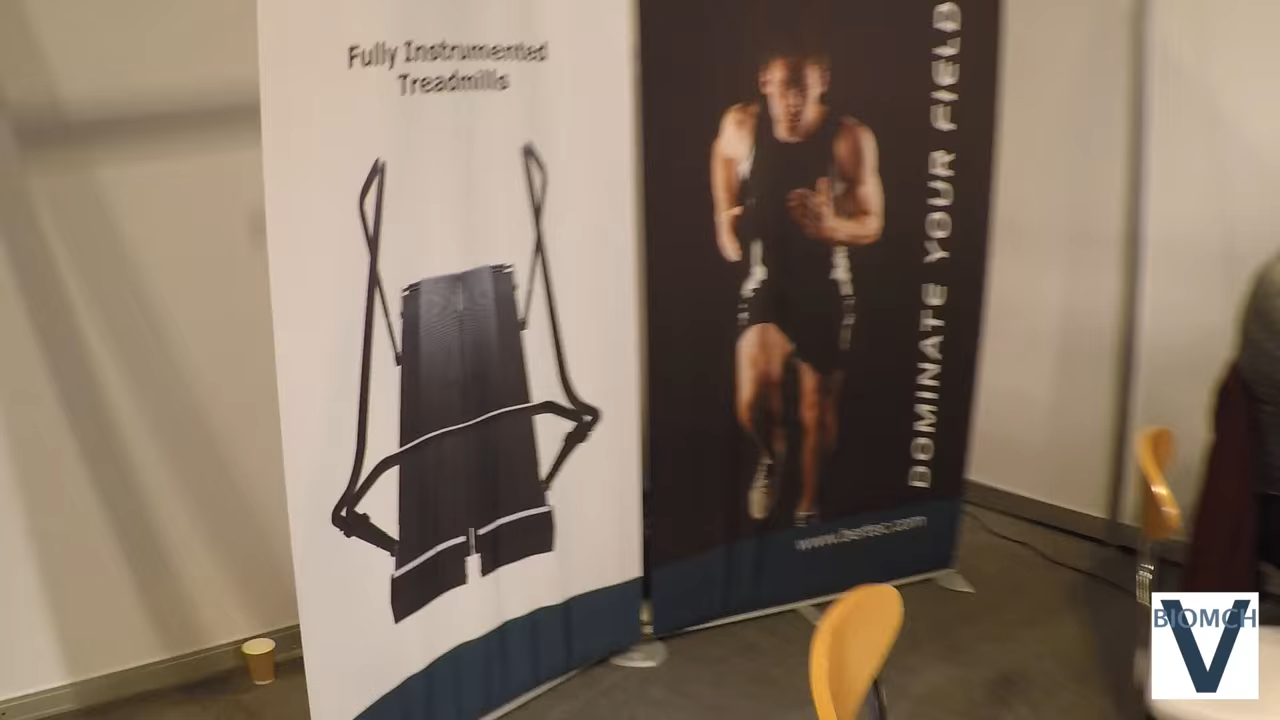 Fully Instrumented
Treadmills
DOMINATE YOUR FIELD
BIOMCH
V